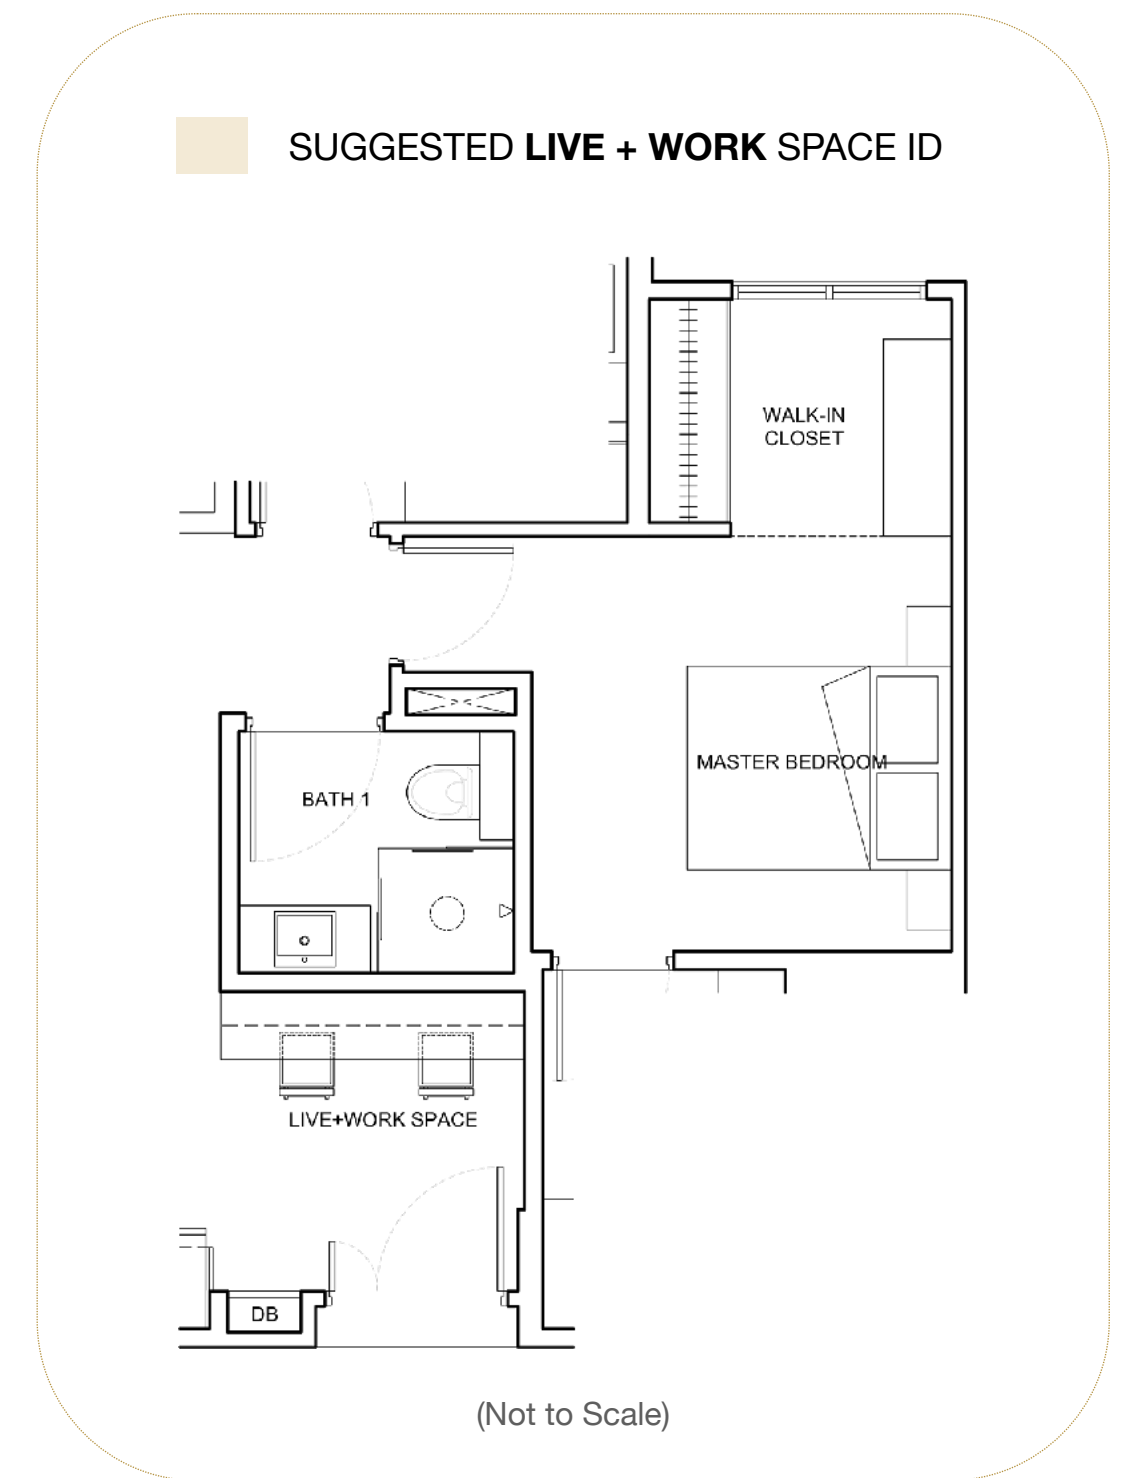 SUGGESTED LIVE + WORK SPACE ID
WALK-IN
CLOSET
MASTER BEDROOM
BATH 1
LIVE+WORK SPACE
DB
(Not to Scale)